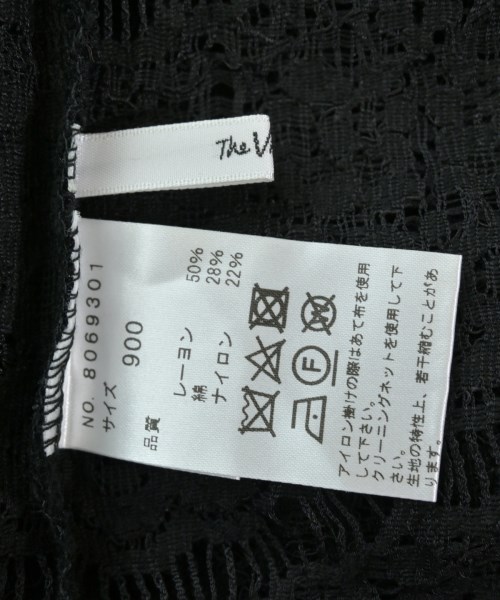 The
NO. 8069301
サイズ 900
品質
レーヨン 50%
綿 28%
ナイロン 22%
F
W
アイロン掛けの際はあて布を使用
して下さい。
クリーニングネットを使用して下
さい。
生地の特性上、若干縮むことがあ
ります。